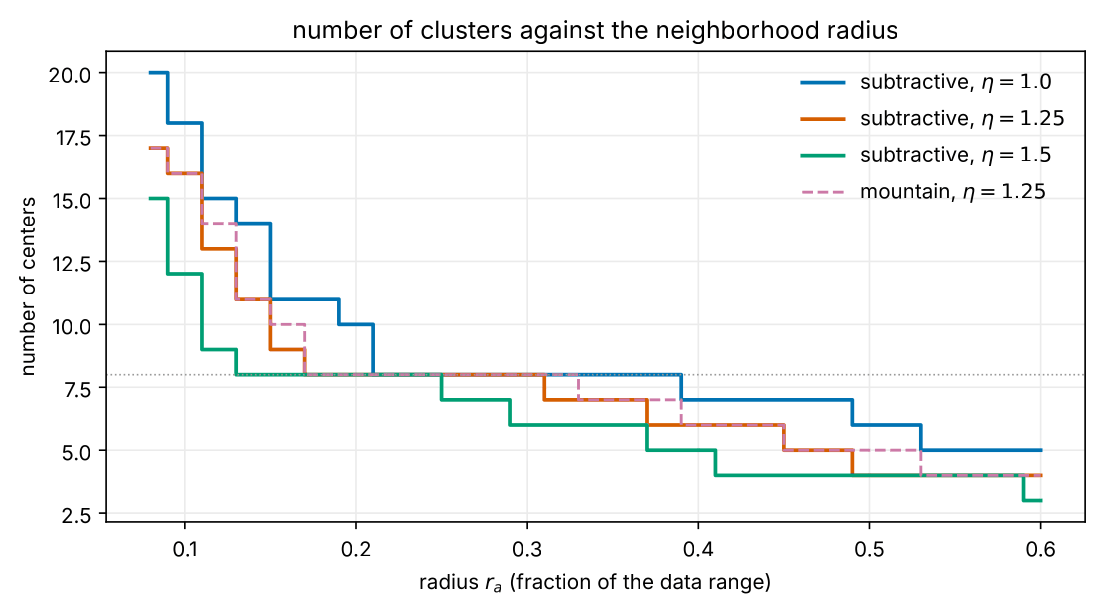 number of clusters against the neighborhood radius
number of centers
20.0
17.5
15.0
12.5
10.0
7.5
5.0
2.5
subtractive, η = 1.0
subtractive, η = 1.25
subtractive, η = 1.5
mountain, η = 1.25
0.1 0.2 0.3 0.4 0.5 0.6
radius rₐ (fraction of the data range)